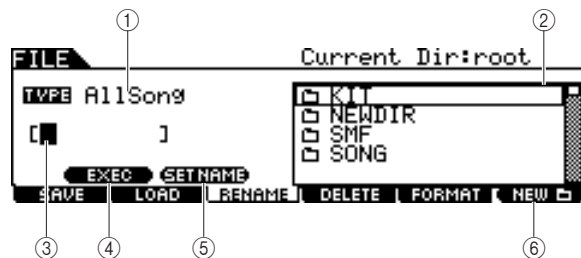 ① ②
FILE Current Dir:root
TYPE AllSong
[ ]
KIT
NEWDIR
SMF
SONG
EXEC SET NAME
SAVE LOAD RENAME DELETE FORMAT NEW
③ ④ ⑤ ⑥